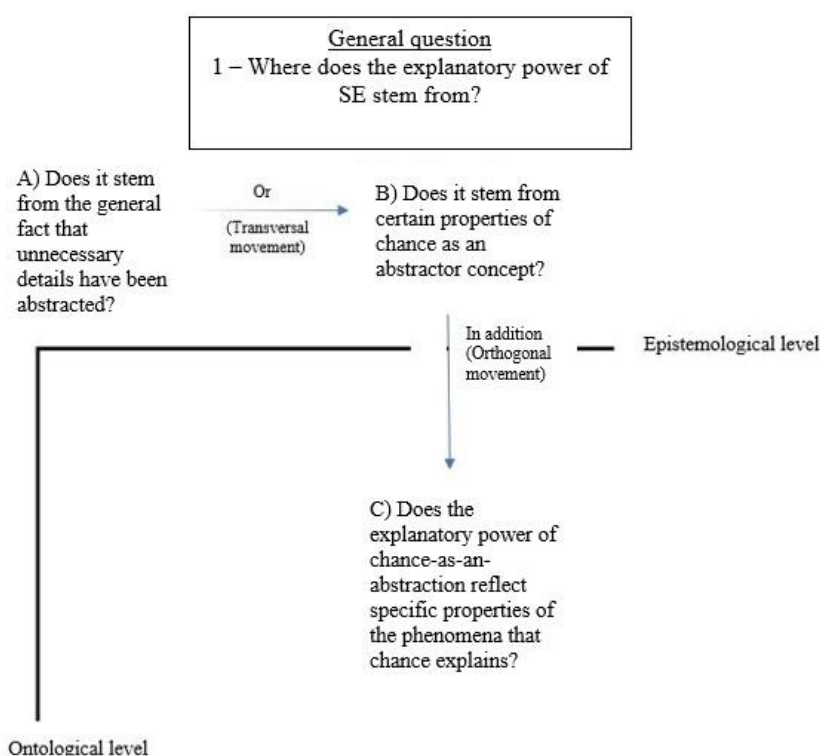 General question
1 – Where does the explanatory power of
SE stem from?
A) Does it stem
from the general
fact that
unnecessary
details have been
abstracted?
Or
(Transversal
movement)
B) Does it stem from
certain properties of
chance as an
abstractor concept?
In addition
(Orthogonal
movement)
Epistemological level
C) Does the
explanatory power of
chance-as-an-
abstraction reflect
specific properties of
the phenomena that
chance explains?
Ontological level